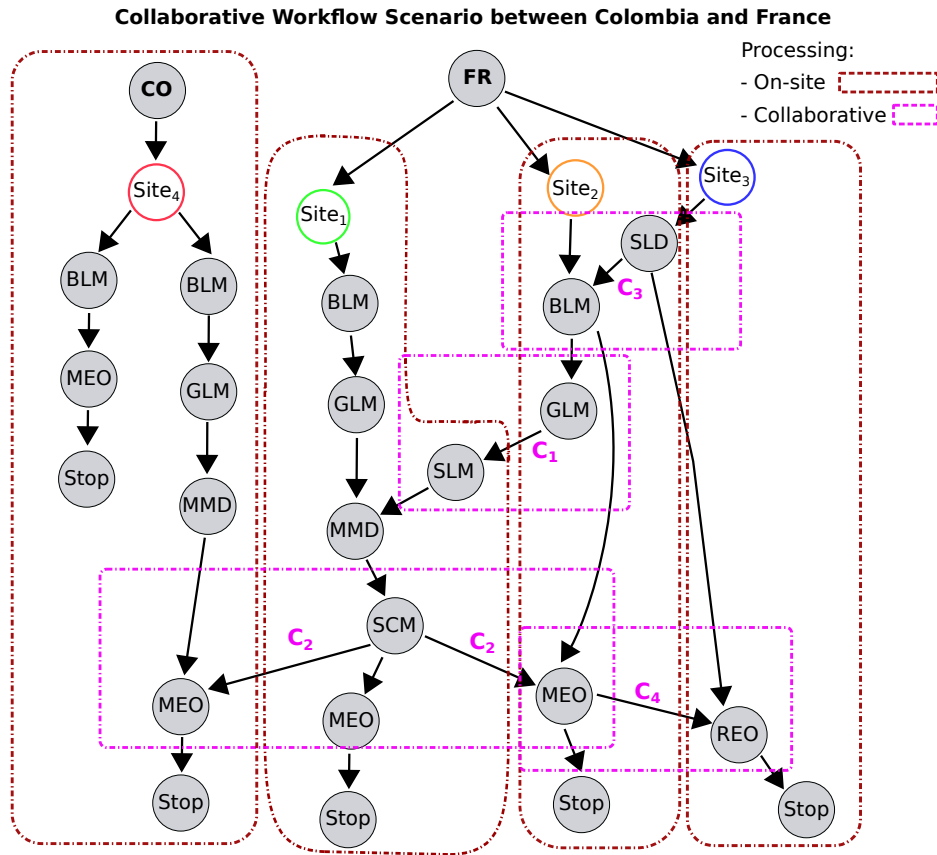 Collaborative Workflow Scenario between Colombia and France
Processing:
- On-site
- Collaborative
CO
FR
Site4
Site1
Site2
Site3
SLD
BLM
BLM
BLM
BLM
C3
MEO
GLM
GLM
GLM
C1
Stop
SLM
MMD
MMD
SCM
C2
C2
MEO
MEO
MEO
C4
REO
Stop
Stop
Stop
Stop